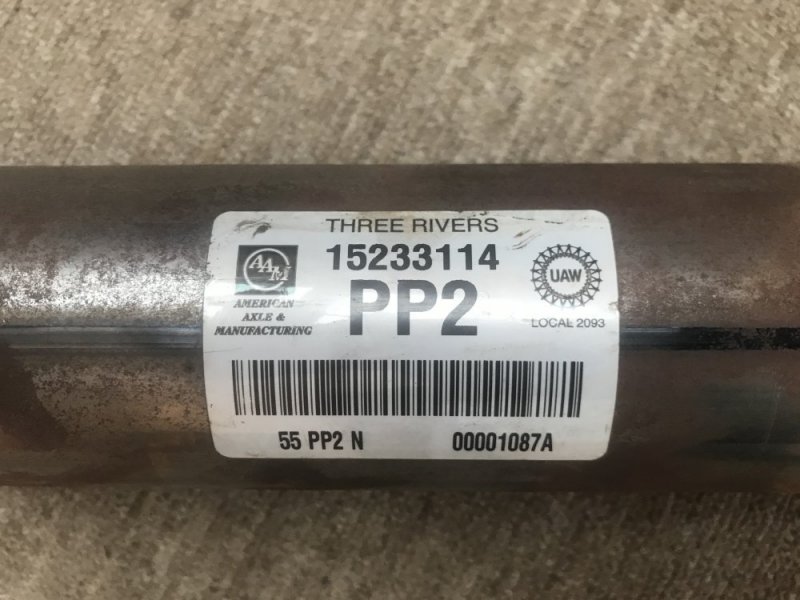 THREE RIVERS
15233114
AAM
PP2
UAW
AMERICAN
AXLE &
MANUFACTURING
LOCAL 2093
55 PP2 N 00001087A